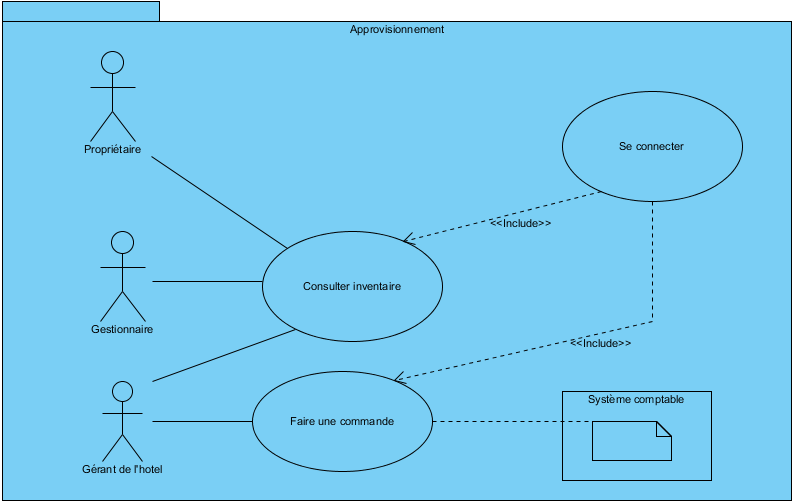 Approvisionnement
Propriétaire
Se connecter
<<Include>>
Gestionnaire
Consulter inventaire
<<Include>>
Gérant de l'hotel
Faire une commande
Système comptable